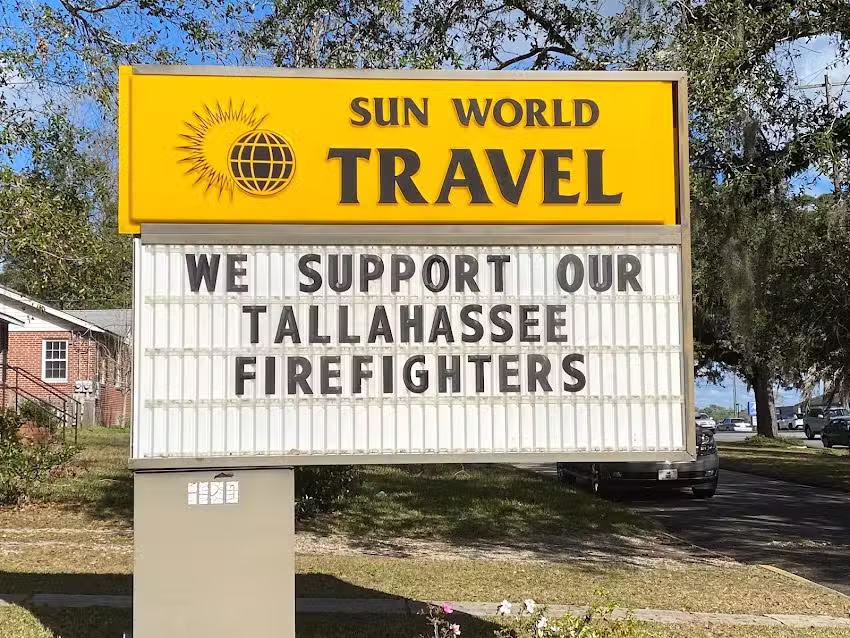 SUN WORLD
TRAVEL
WE SUPPORT OUR
TALLAHASSEE
FIREFIGHTERS